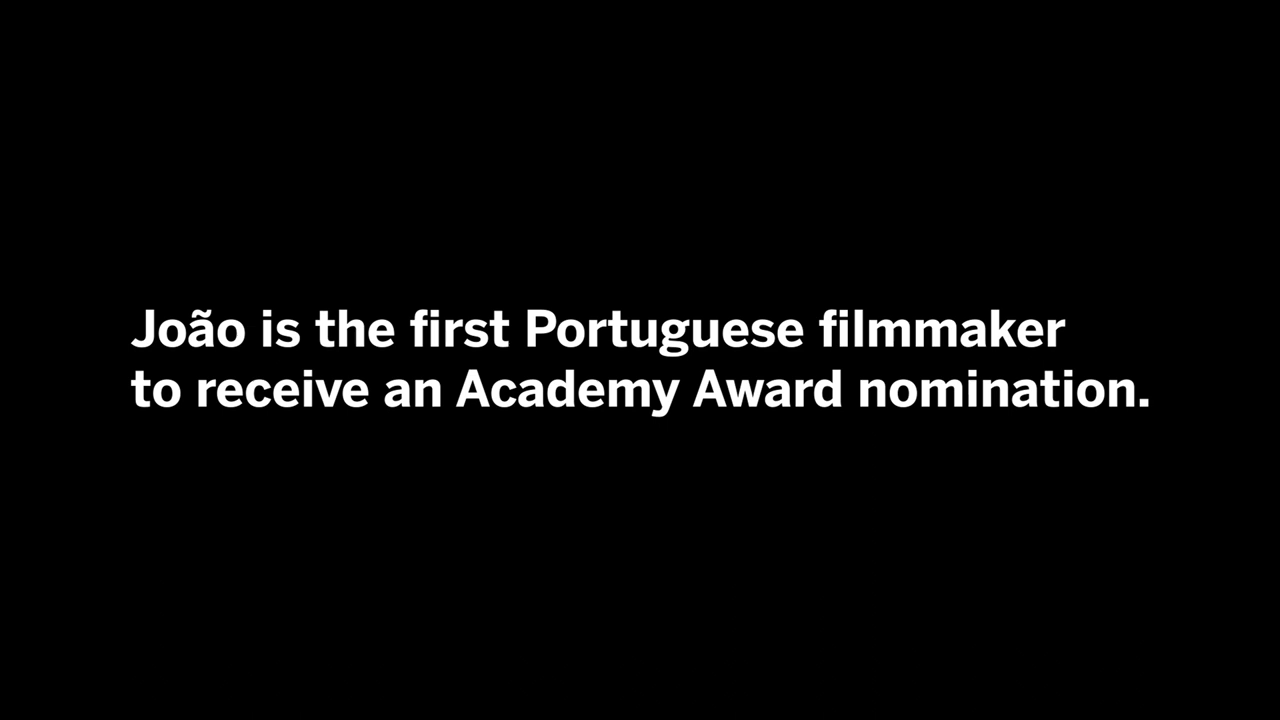 João is the first Portuguese filmmaker
to receive an Academy Award nomination.